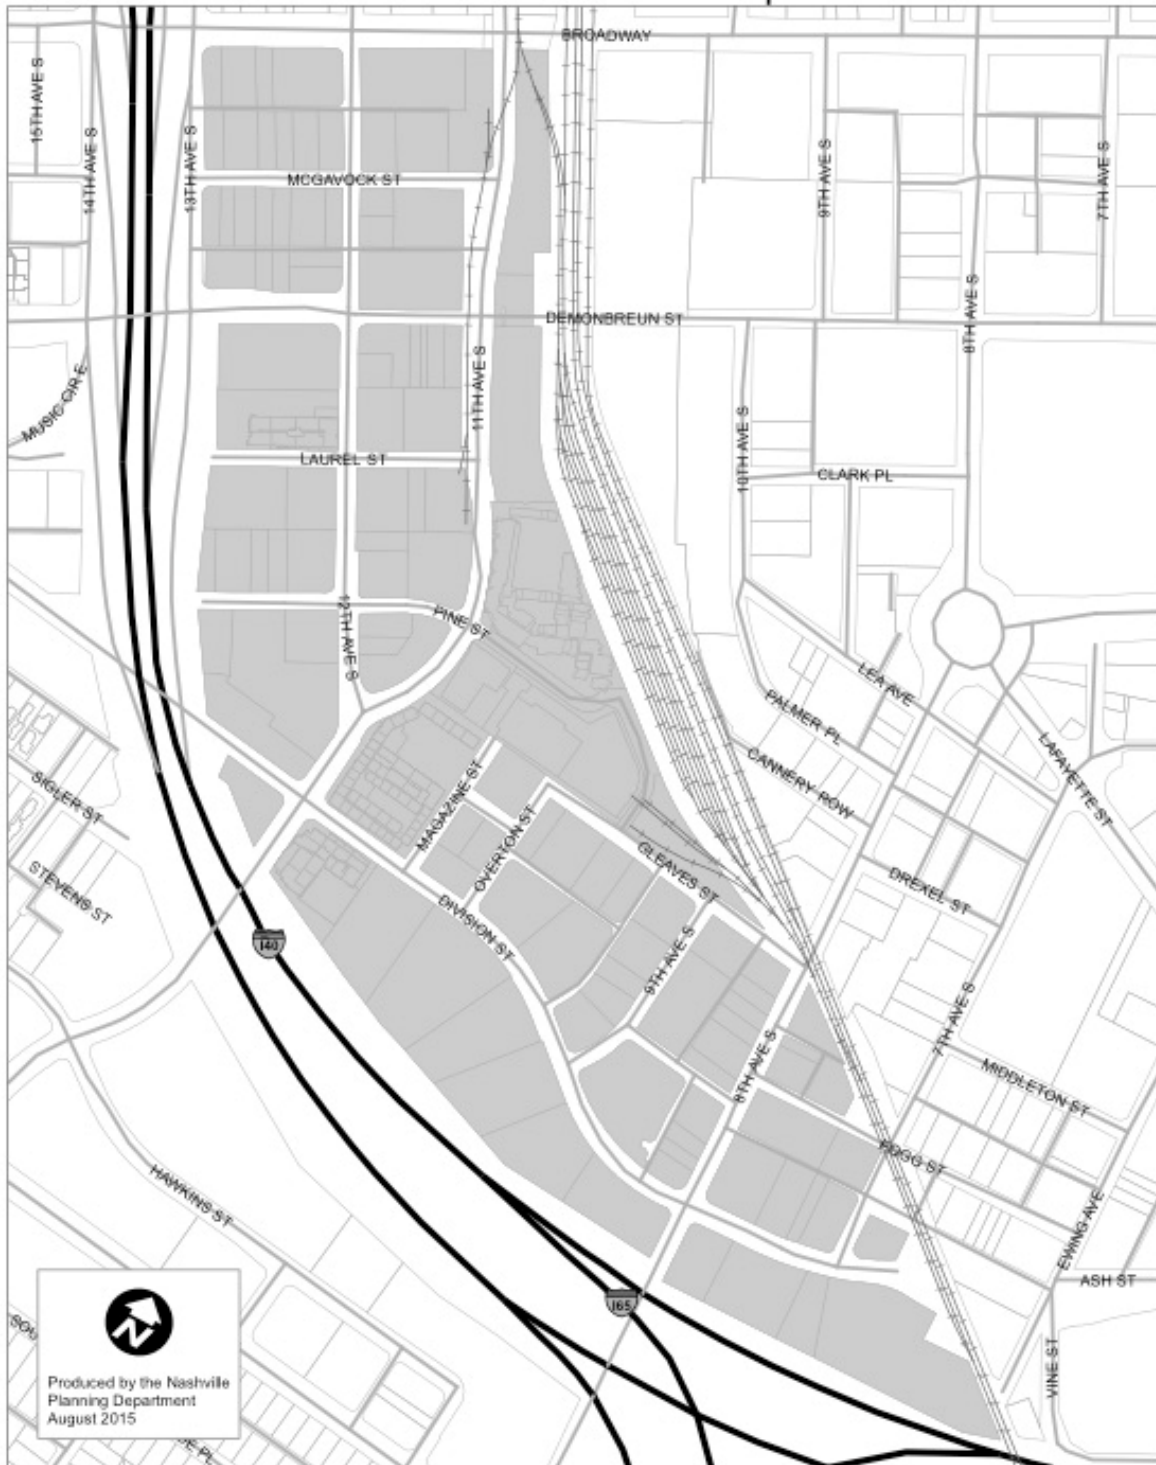 BROADWAY
15TH AVE S
14TH AVE S
13TH AVE S
MCGAVOCK ST
9TH AVE S
7TH AVE S
8TH AVE S
DEMONBREUN ST
MUSIC CIR E
11TH AVE S
LAUREL ST
10TH AVE S
CLARK PL
12TH AVE S
PINE ST
LEA AVE
PALMER PL
LAFAYETTE ST
CANNERY ROW
SIGLER ST
MAGAZINE ST
OVERTON ST
GLEAVES ST
STEVENS ST
DREXEL ST
DIVISION ST
I40
9TH AVE S
7TH AVE S
8TH AVE S
MIDDLETON ST
FOGG ST
HAWKINS ST
EWING AVE
ASH ST
I65
VINE ST
N
Produced by the Nashville
Planning Department
August 2015